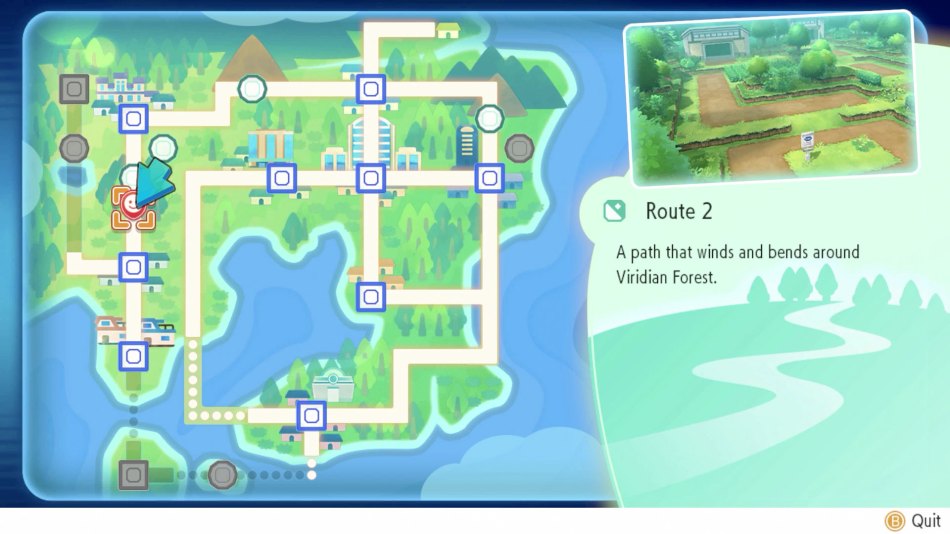 Route 2
A path that winds and bends around
Viridian Forest.
B Quit